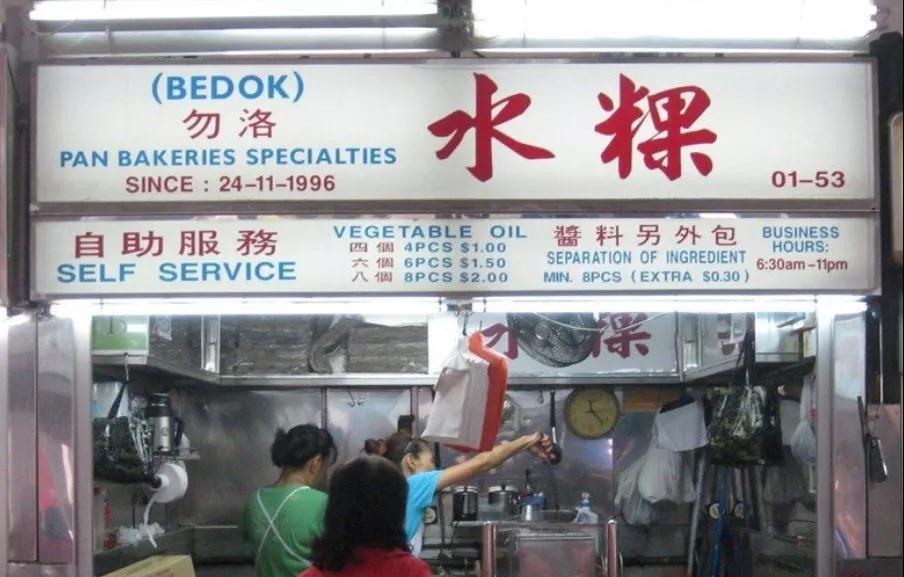 (BEDOK)
勿洛
PAN BAKERIES SPECIALTIES
SINCE : 24-11-1996
水粿
01-53
自助服務
SELF SERVICE
VEGETABLE OIL
四個 4PCS $1.00
六個 6PCS $1.50
八個 8PCS $2.00
醬料另外包
SEPARATION OF INGREDIENT
MIN. 8PCS (EXTRA $0.30)
BUSINESS
HOURS:
6:30am-11pm
水粿